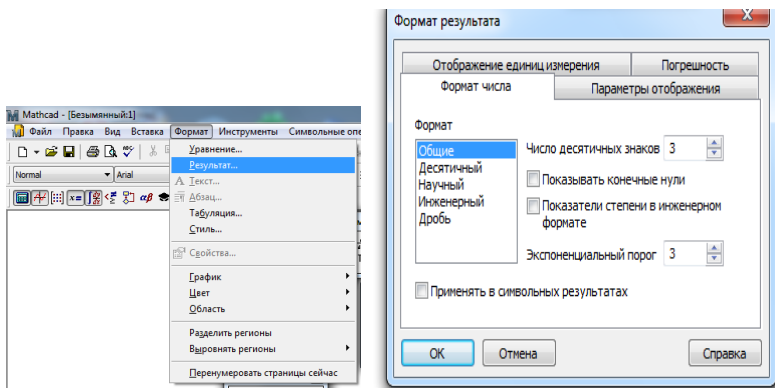 Mathcad - [Безымянный:1]
Файл Правка Вид Вставка Формат Инструменты Символьные опе
Normal Arial
Уравнение...
Результат...
Текст...
Абзац...
Табуляция...
Стиль...
Свойства...
График
Цвет
Область
Разделить регионы
Выровнять регионы
Перенумеровать страницы сейчас
Формат результата
Отображение единиц измерения Погрешность
Формат числа Параметры отображения
Формат
Общие
Десятичный
Научный
Инженерный
Дробь
Число десятичных знаков 3
Показывать конечные нули
Показатели степени в инженерном
формате
Экспоненциальный порог 3
Применять в символьных результатах
OK Отмена Справка